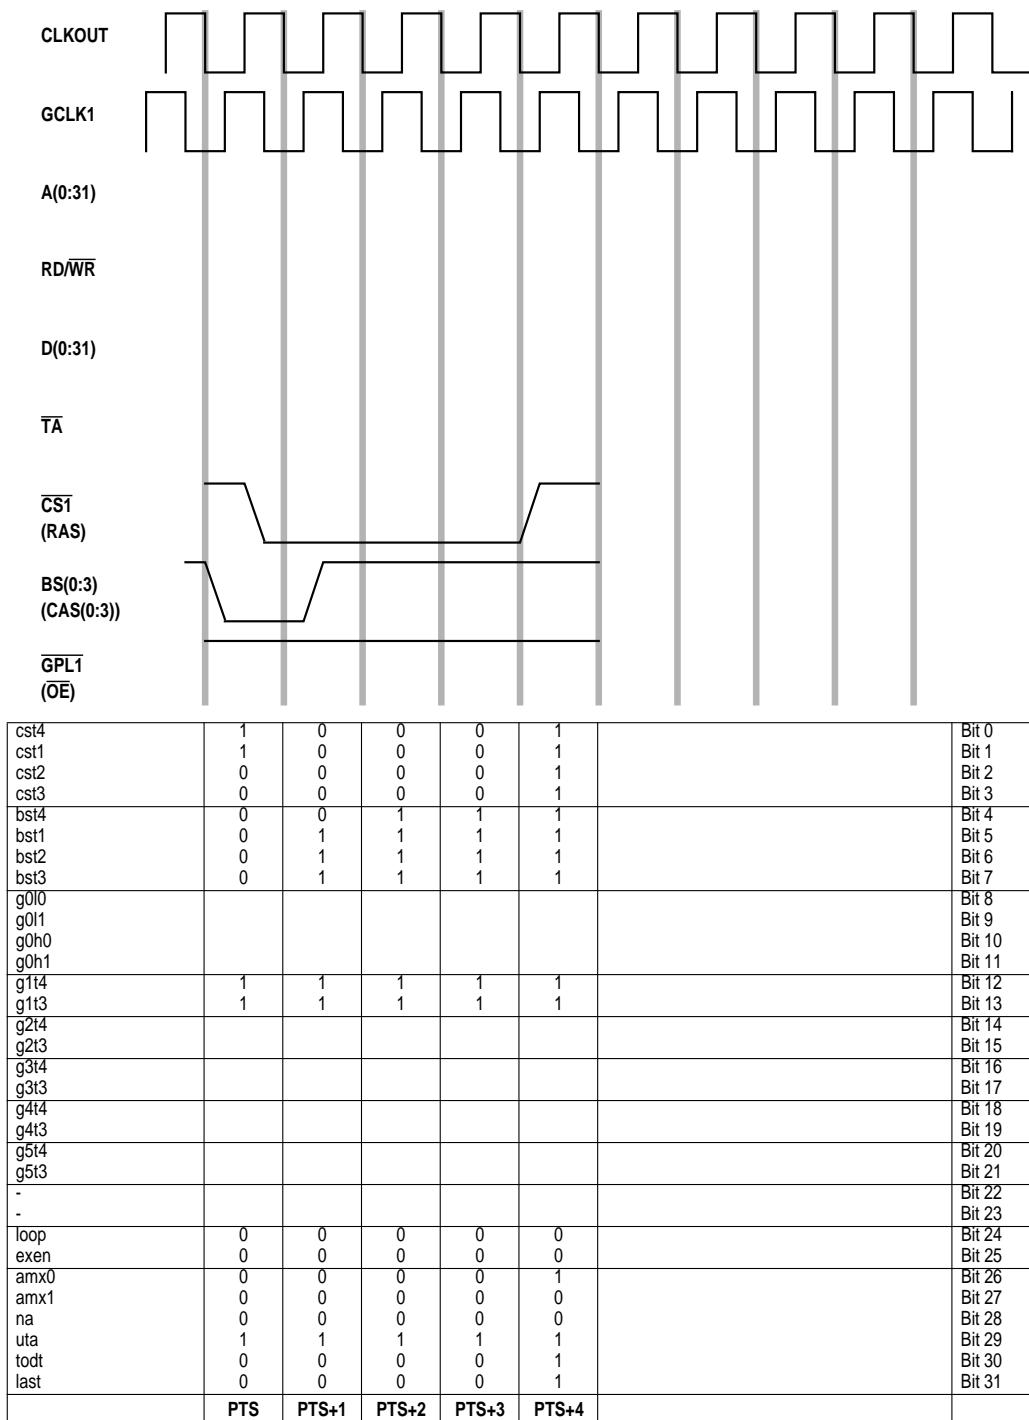 CLKOUT
GCLK1
A(0:31)
RD/WR
D(0:31)
TA
CS1
(RAS)
BS(0:3)
(CAS(0:3))
GPL1
(OE)
cst4 1 0 0 0 1 Bit 0
cst1 1 0 0 0 1 Bit 1
cst2 0 0 0 0 1 Bit 2
cst3 0 0 0 0 1 Bit 3
bst4 0 0 1 1 1 Bit 4
bst1 0 1 1 1 1 Bit 5
bst2 0 1 1 1 1 Bit 6
bst3 0 1 1 1 1 Bit 7
g0l0 Bit 8
g0l1 Bit 9
g0h0 Bit 10
g0h1 Bit 11
g1t4 1 1 1 1 1 Bit 12
g1t3 1 1 1 1 1 Bit 13
g2t4 Bit 14
g2t3 Bit 15
g3t4 Bit 16
g3t3 Bit 17
g4t4 Bit 18
g4t3 Bit 19
g5t4 Bit 20
g5t3 Bit 21
- Bit 22
- Bit 23
loop 0 0 0 0 0 Bit 24
exen 0 0 0 0 0 Bit 25
amx0 0 0 0 0 1 Bit 26
amx1 0 0 0 0 0 Bit 27
na 0 0 0 0 0 Bit 28
uta 1 1 1 1 1 Bit 29
todt 0 0 0 0 1 Bit 30
last 0 0 0 0 1 Bit 31
PTS PTS+1 PTS+2 PTS+3 PTS+4